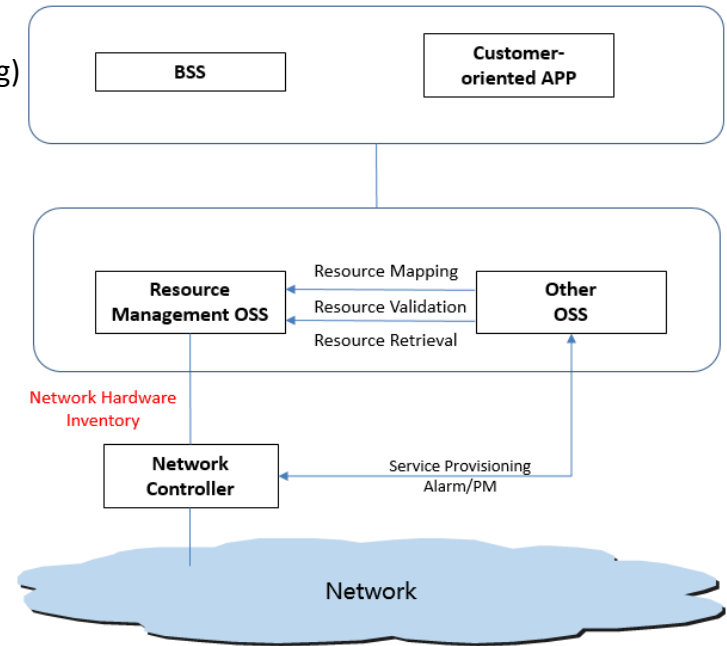 g)
BSS
Customer-
oriented APP
Resource
Management OSS
Resource Mapping
Resource Validation
Resource Retrieval
Other
OSS
Network Hardware
Inventory
Network
Controller
Service Provisioning
Alarm/PM
Network